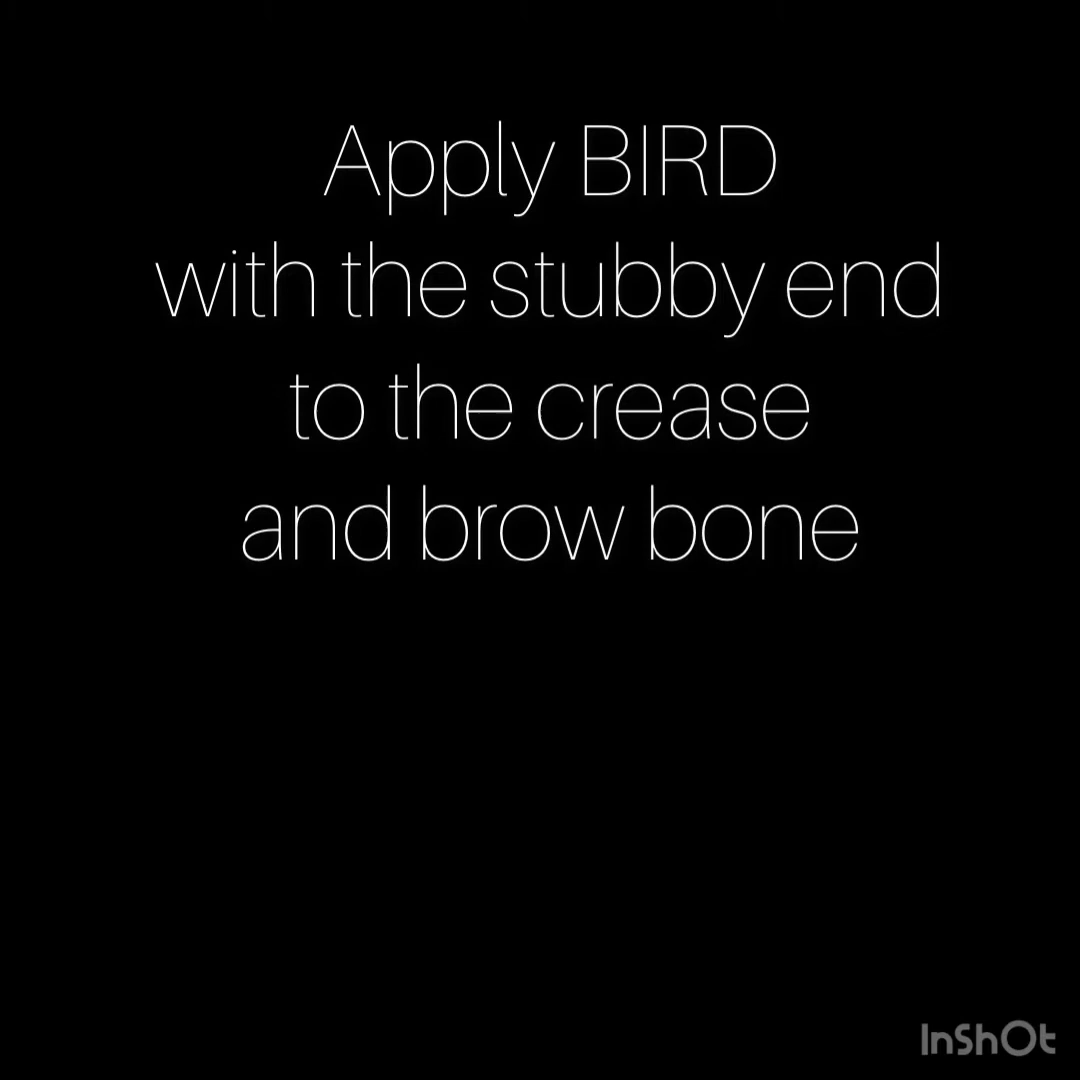 Apply BIRD
with the stubby end
to the crease
and brow bone
InShOt